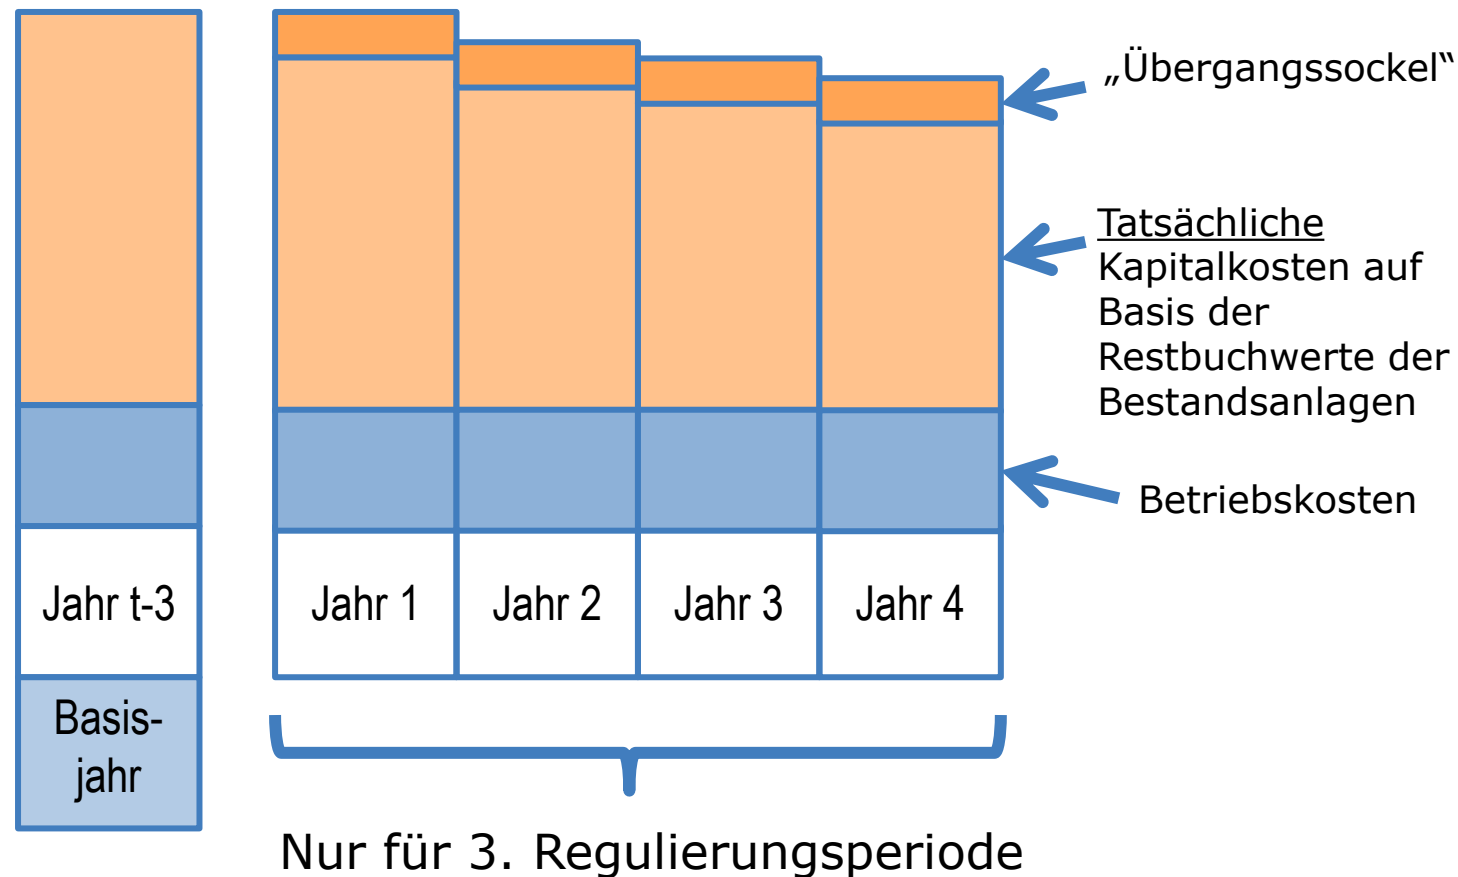 „Übergangssockel“
Tatsächliche
Kapitalkosten auf
Basis der
Restbuchwerte der
Bestandsanlagen
Betriebskosten
Jahr t-3
Jahr 1
Jahr 2
Jahr 3
Jahr 4
Basis-
jahr
Nur für 3. Regulierungsperiode